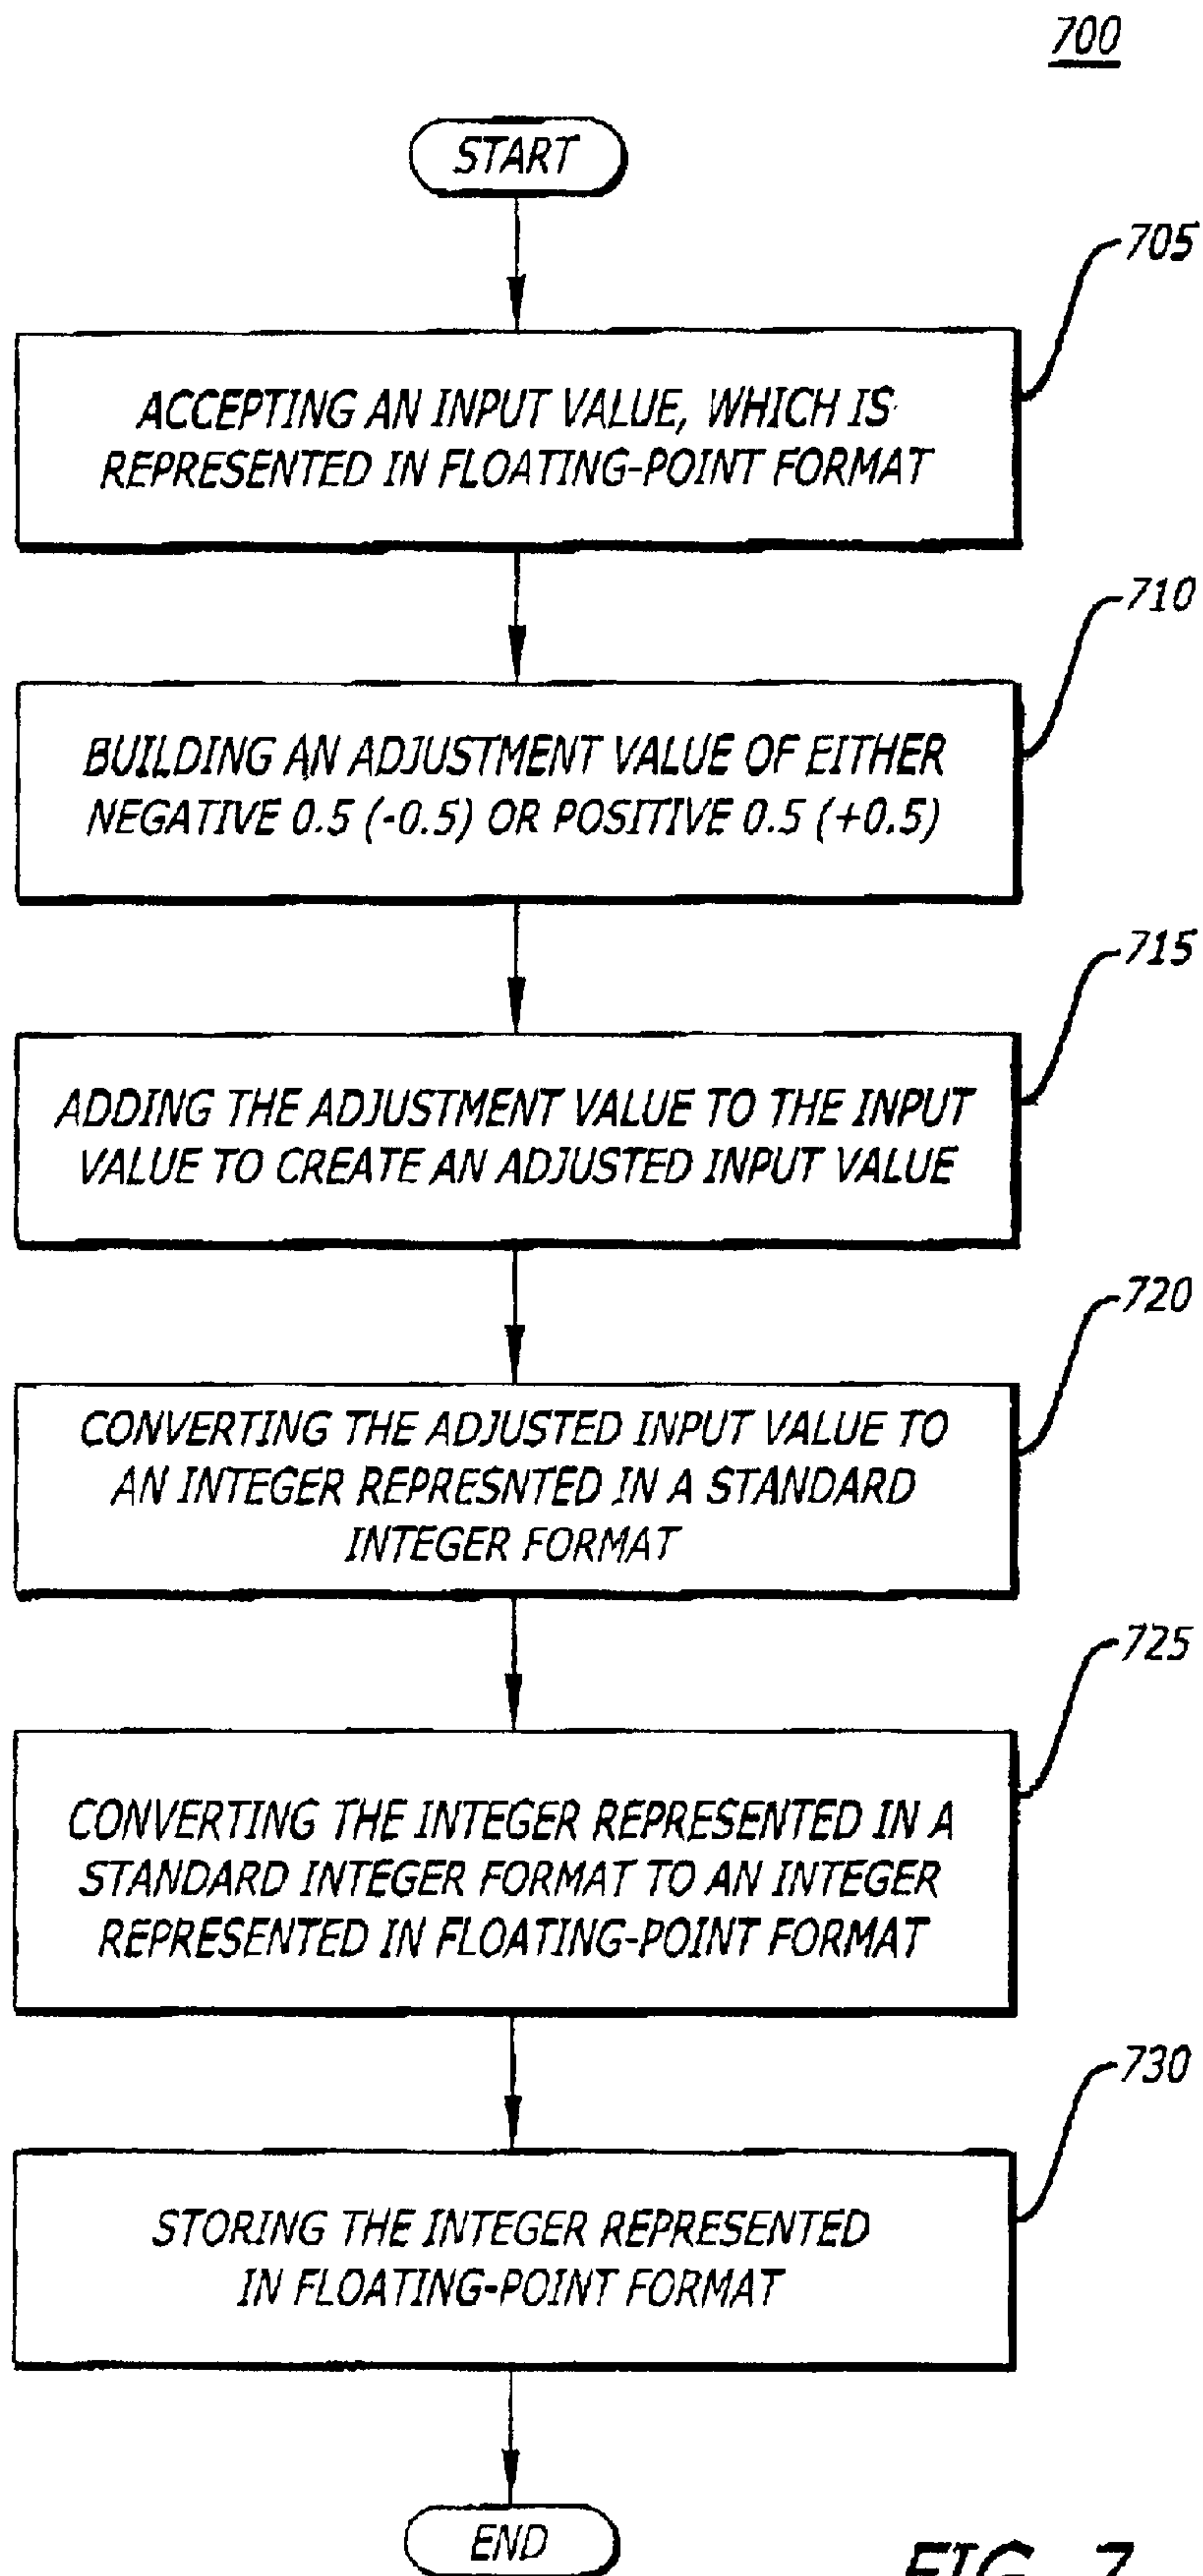 700
START
705
ACCEPTING AN INPUT VALUE, WHICH IS
REPRESENTED IN FLOATING-POINT FORMAT
710
BUILDING AN ADJUSTMENT VALUE OF EITHER
NEGATIVE 0.5 (-0.5) OR POSITIVE 0.5 (+0.5)
715
ADDING THE ADJUSTMENT VALUE TO THE INPUT
VALUE TO CREATE AN ADJUSTED INPUT VALUE
720
CONVERTING THE ADJUSTED INPUT VALUE TO
AN INTEGER REPRESNTED IN A STANDARD
INTEGER FORMAT
725
CONVERTING THE INTEGER REPRESENTED IN A
STANDARD INTEGER FORMAT TO AN INTEGER
REPRESENTED IN FLOATING-POINT FORMAT
730
STORING THE INTEGER REPRESENTED
IN FLOATING-POINT FORMAT
END
FIG. 7